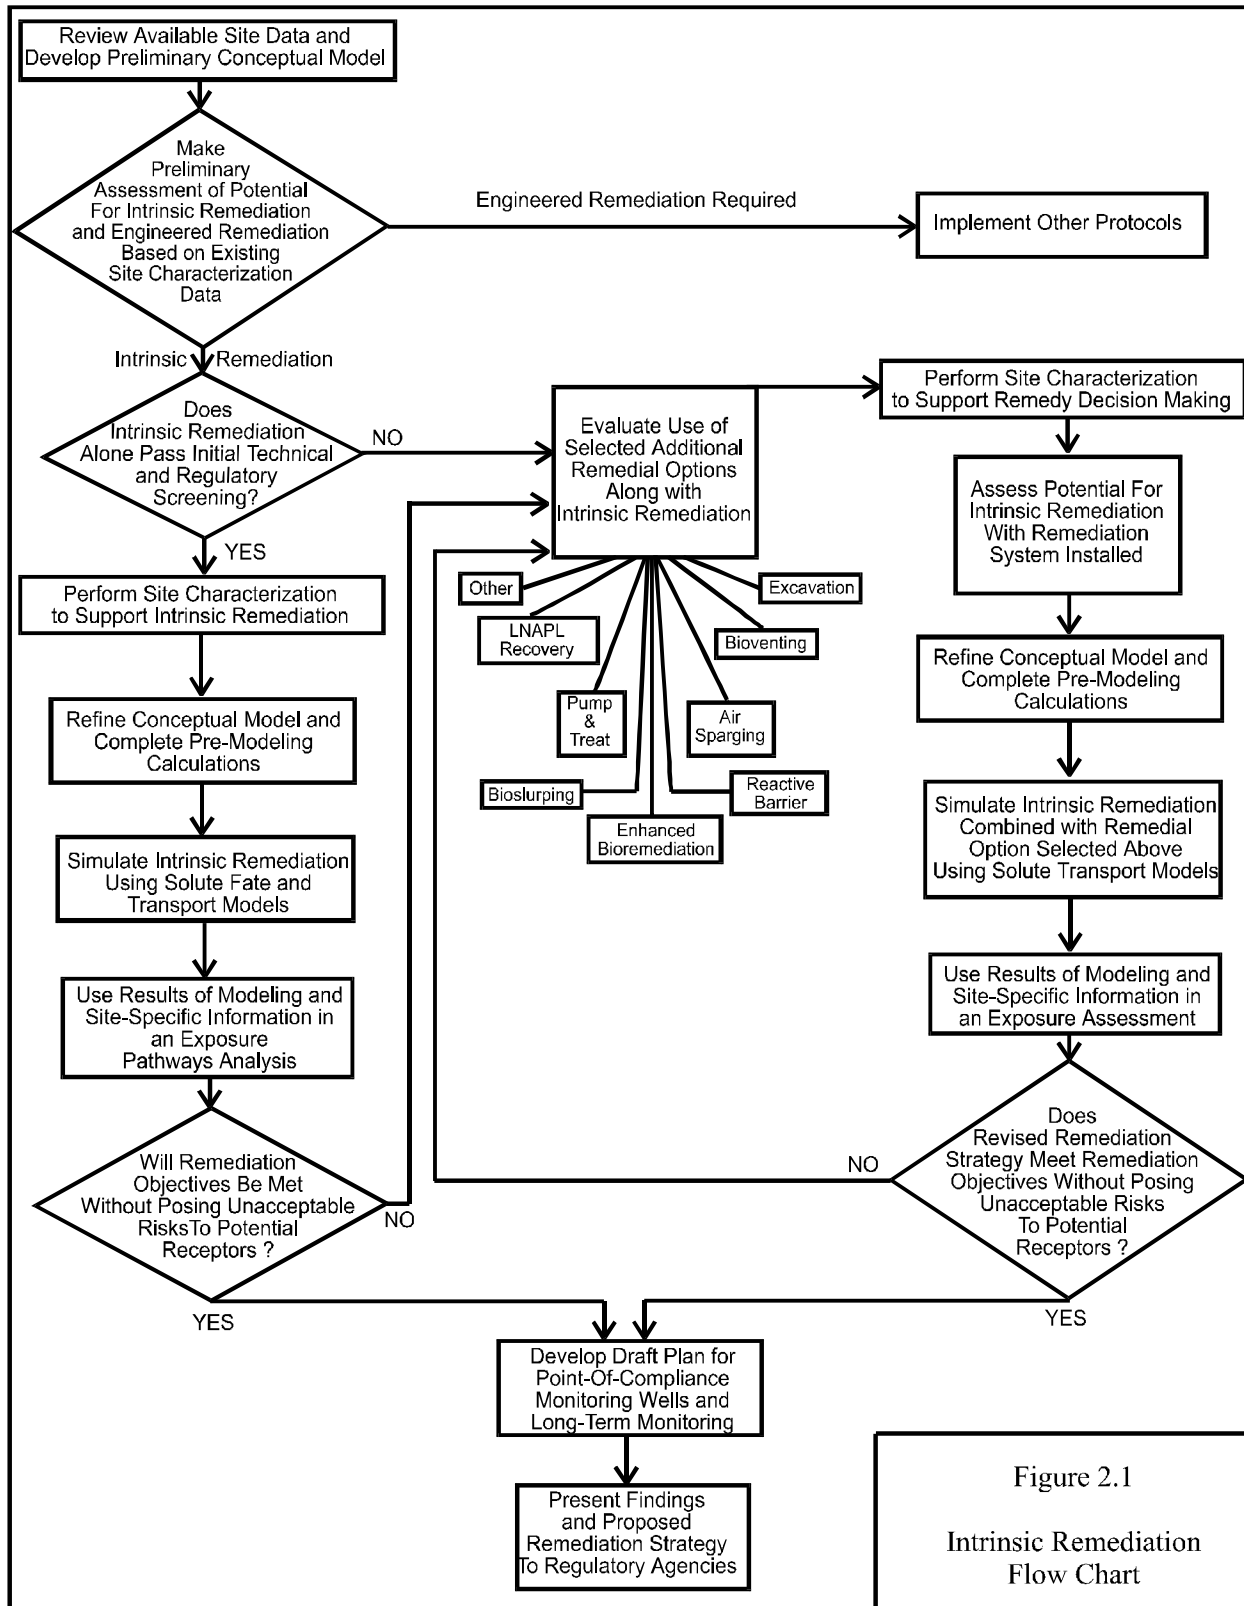 Review Available Site Data and
Develop Preliminary Conceptual Model
Make
Preliminary
Assessment of Potential
For Intrinsic Remediation
and Engineered Remediation
Based on Existing
Site Characterization
Data
Engineered Remediation Required
Implement Other Protocols
Intrinsic Remediation
Does
Intrinsic Remediation
Alone Pass Initial Technical
and Regulatory
Screening?
NO
YES
Perform Site Characterization
to Support Intrinsic Remediation
Refine Conceptual Model and
Complete Pre-Modeling
Calculations
Simulate Intrinsic Remediation
Using Solute Fate and
Transport Models
Use Results of Modeling and
Site-Specific Information in
an Exposure
Pathways Analysis
Will Remediation
Objectives Be Met
Without Posing Unacceptable
RisksTo Potential
Receptors ?
NO
YES
Evaluate Use of
Selected Additional
Remedial Options
Along with
Intrinsic Remediation
Other
LNAPL
Recovery
Pump
&
Treat
Bioslurping
Enhanced
Bioremediation
Reactive
Barrier
Air
Sparging
Bioventing
Excavation
Perform Site Characterization
to Support Remedy Decision Making
Assess Potential For
Intrinsic Remediation
With Remediation
System Installed
Refine Conceptual Model and
Complete Pre-Modeling
Calculations
Simulate Intrinsic Remediation
Combined with Remedial
Option Selected Above
Using Solute Transport Models
Use Results of Modeling and
Site-Specific Information in
an Exposure Assessment
Does
Revised Remediation
Strategy Meet Remediation
Objectives Without Posing
Unacceptable Risks
To Potential
Receptors ?
NO
YES
Develop Draft Plan for
Point-Of-Compliance
Monitoring Wells and
Long-Term Monitoring
Present Findings
and Proposed
Remediation Strategy
To Regulatory Agencies
Figure 2.1
Intrinsic Remediation
Flow Chart